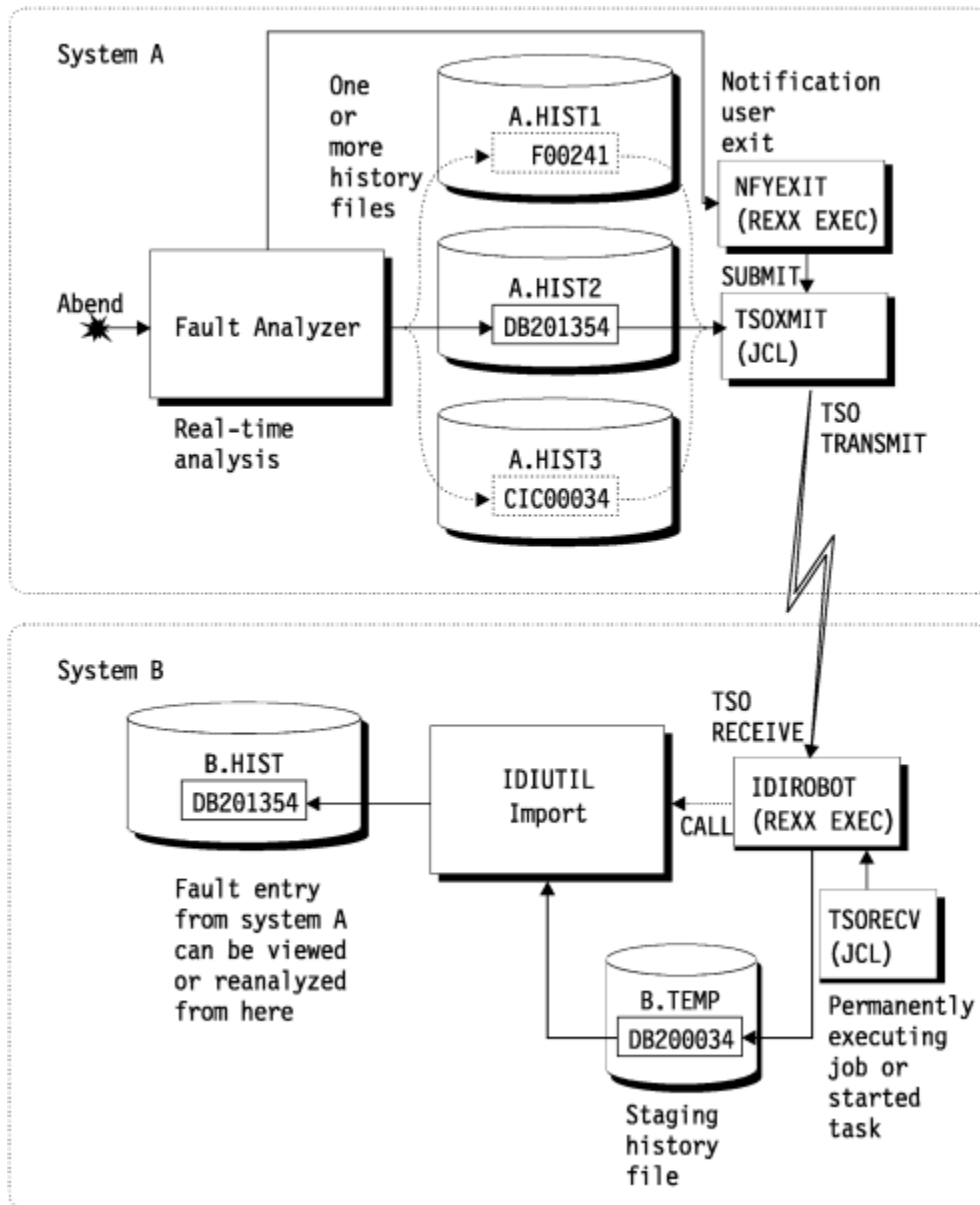 System A
One
or
more
history
files
A.HIST1
F00241
Notification
user
exit
NFYEXIT
(REXX EXEC)
SUBMIT
Abend
Fault Analyzer
Real-time
analysis
A.HIST2
DB201354
TSOXMIT
(JCL)
TSO
TRANSMIT
A.HIST3
CIC00034
System B
TSO
RECEIVE
B.HIST
DB201354
IDIUTIL
Import
CALL
IDIROBOT
(REXX EXEC)
Fault entry
from system A
can be viewed
or reanalyzed
from here
TSORECV
(JCL)
B.TEMP
DB200034
Permanently
executing
job or
started
task
Staging
history
file